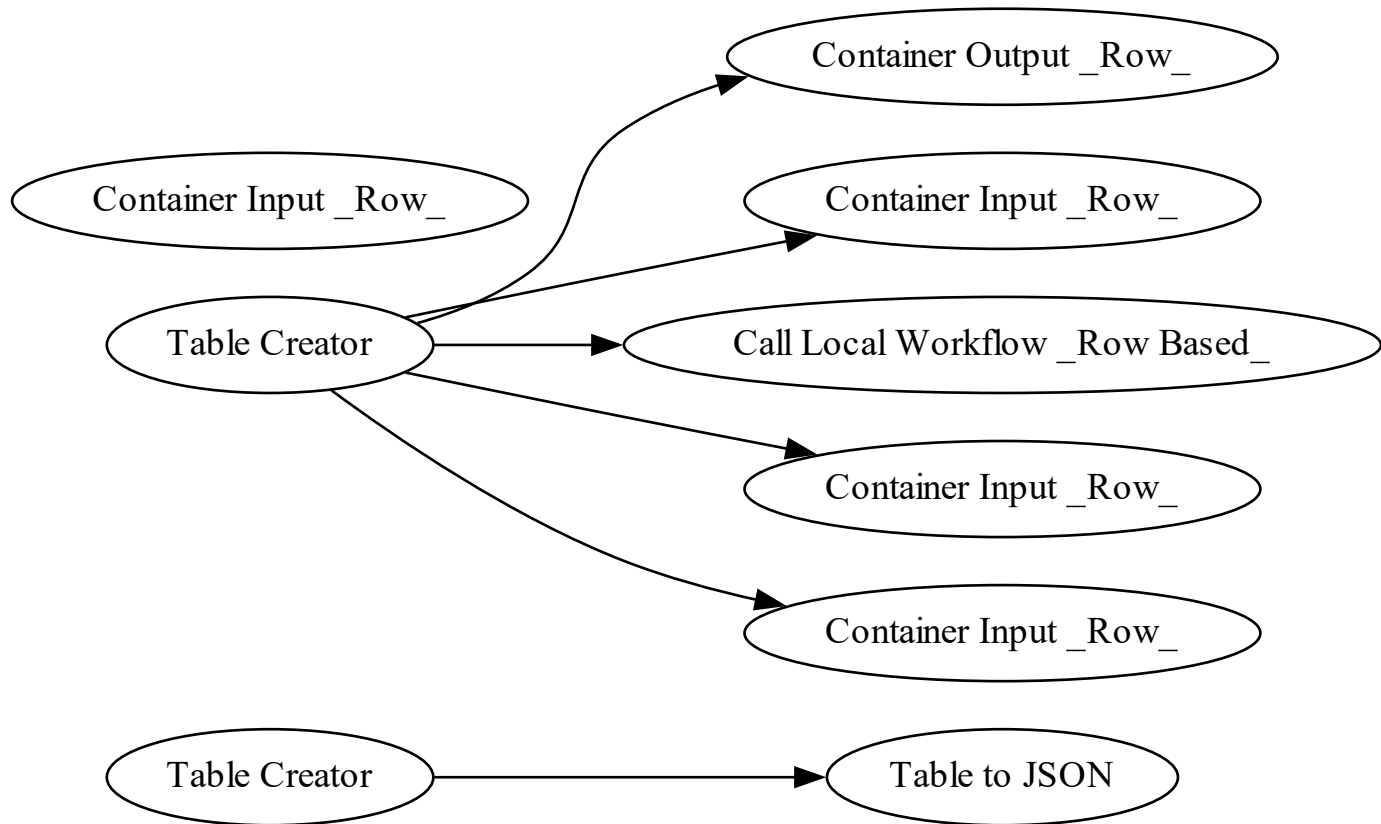 Container Output _Row_
Container Input _Row_
Container Input _Row_
Table Creator
Call Local Workflow _Row Based_
Container Input _Row_
Container Input _Row_
Table Creator
Table to JSON